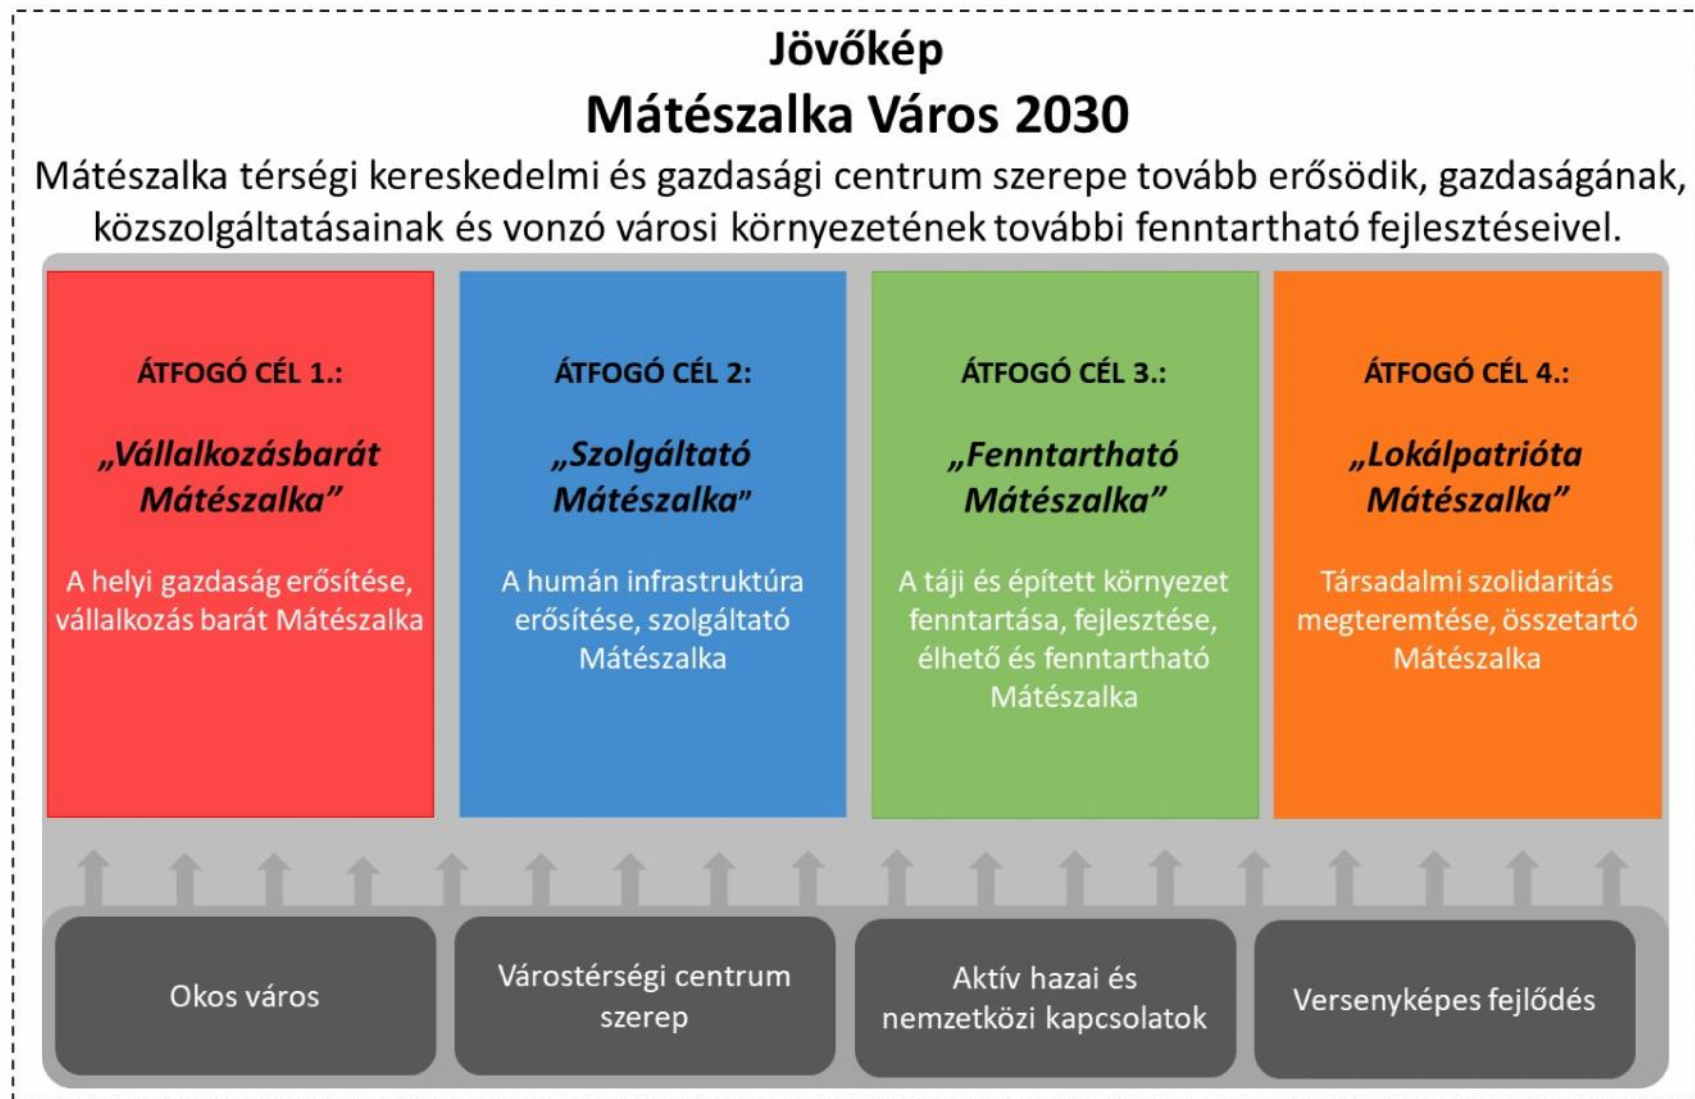 Jövőkép
Mátészalka Város 2030
Mátészalka térségi kereskedelmi és gazdasági centrum szerepe tovább erősödik, gazdaságának,
közszolgáltatásainak és vonzó városi környezetének további fenntartható fejlesztéseivel.
ÁTFOGÓ CÉL 1.:
„Vállalkozásbarát
Mátészalka”
A helyi gazdaság erősítése,
vállalkozás barát Mátészalka
ÁTFOGÓ CÉL 2:
„Szolgáltató
Mátészalka”
A humán infrastruktúra
erősítése, szolgáltató
Mátészalka
ÁTFOGÓ CÉL 3.:
„Fenntartható
Mátészalka”
A táji és épített környezet
fenntartása, fejlesztése,
élhető és fenntartható
Mátészalka
ÁTFOGÓ CÉL 4.:
„Lokálpatrióta
Mátészalka”
Társadalmi szolidaritás
megteremtése, összetartó
Mátészalka
Okos város
Várostérségi centrum
szerep
Aktív hazai és
nemzetközi kapcsolatok
Versenyképes fejlődés